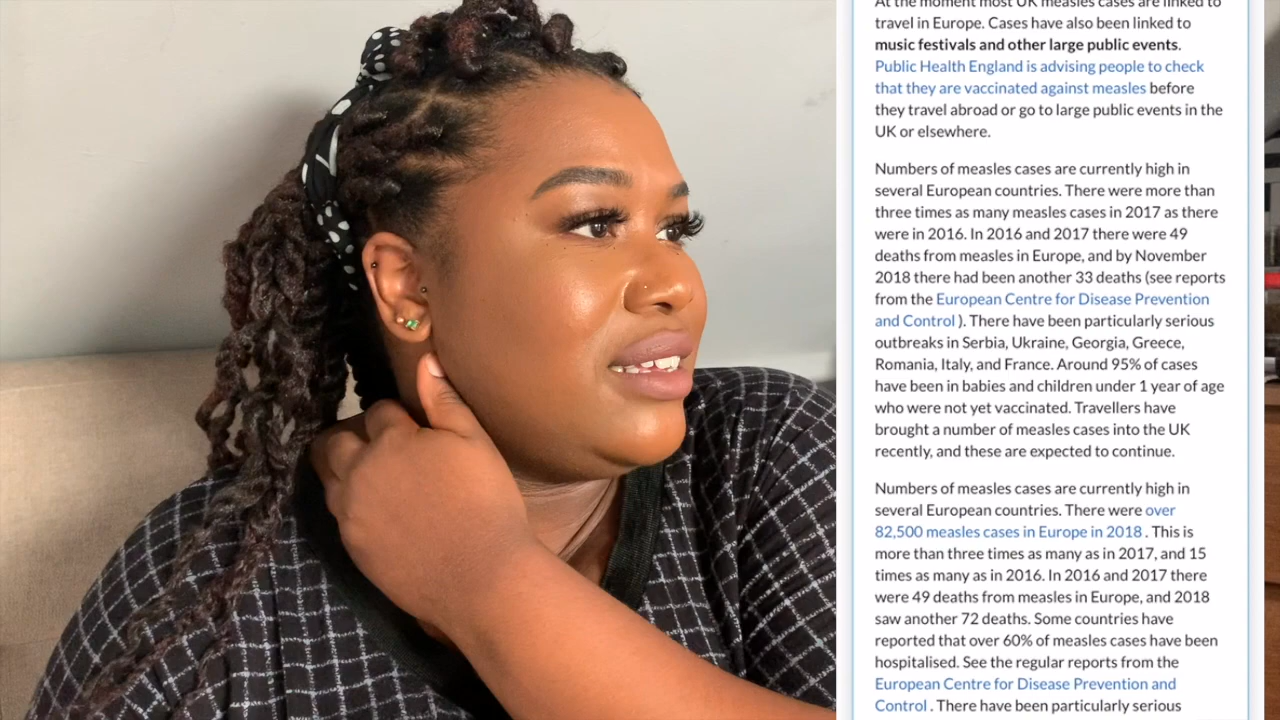 At the moment most UK measles cases are linked to
travel in Europe. Cases have also been linked to
music festivals and other large public events.
Public Health England is advising people to check
that they are vaccinated against measles before
they travel abroad or go to large public events in the
UK or elsewhere.
Numbers of measles cases are currently high in
several European countries. There were more than
three times as many measles cases in 2017 as there
were in 2016. In 2016 and 2017 there were 49
deaths from measles in Europe, and by November
2018 there had been another 33 deaths (see reports
from the European Centre for Disease Prevention
and Control ). There have been particularly serious
outbreaks in Serbia, Ukraine, Georgia, Greece,
Romania, Italy, and France. Around 95% of cases
have been in babies and children under 1 year of age
who were not yet vaccinated. Travellers have
brought a number of measles cases into the UK
recently, and these are expected to continue.
Numbers of measles cases are currently high in
several European countries. There were over
82,500 measles cases in Europe in 2018 . This is
more than three times as many as in 2017, and 15
times as many as in 2016. In 2016 and 2017 there
were 49 deaths from measles in Europe, and 2018
saw another 72 deaths. Some countries have
reported that over 60% of measles cases have been
hospitalised. See the regular reports from the
European Centre for Disease Prevention and
Control . There have been particularly serious